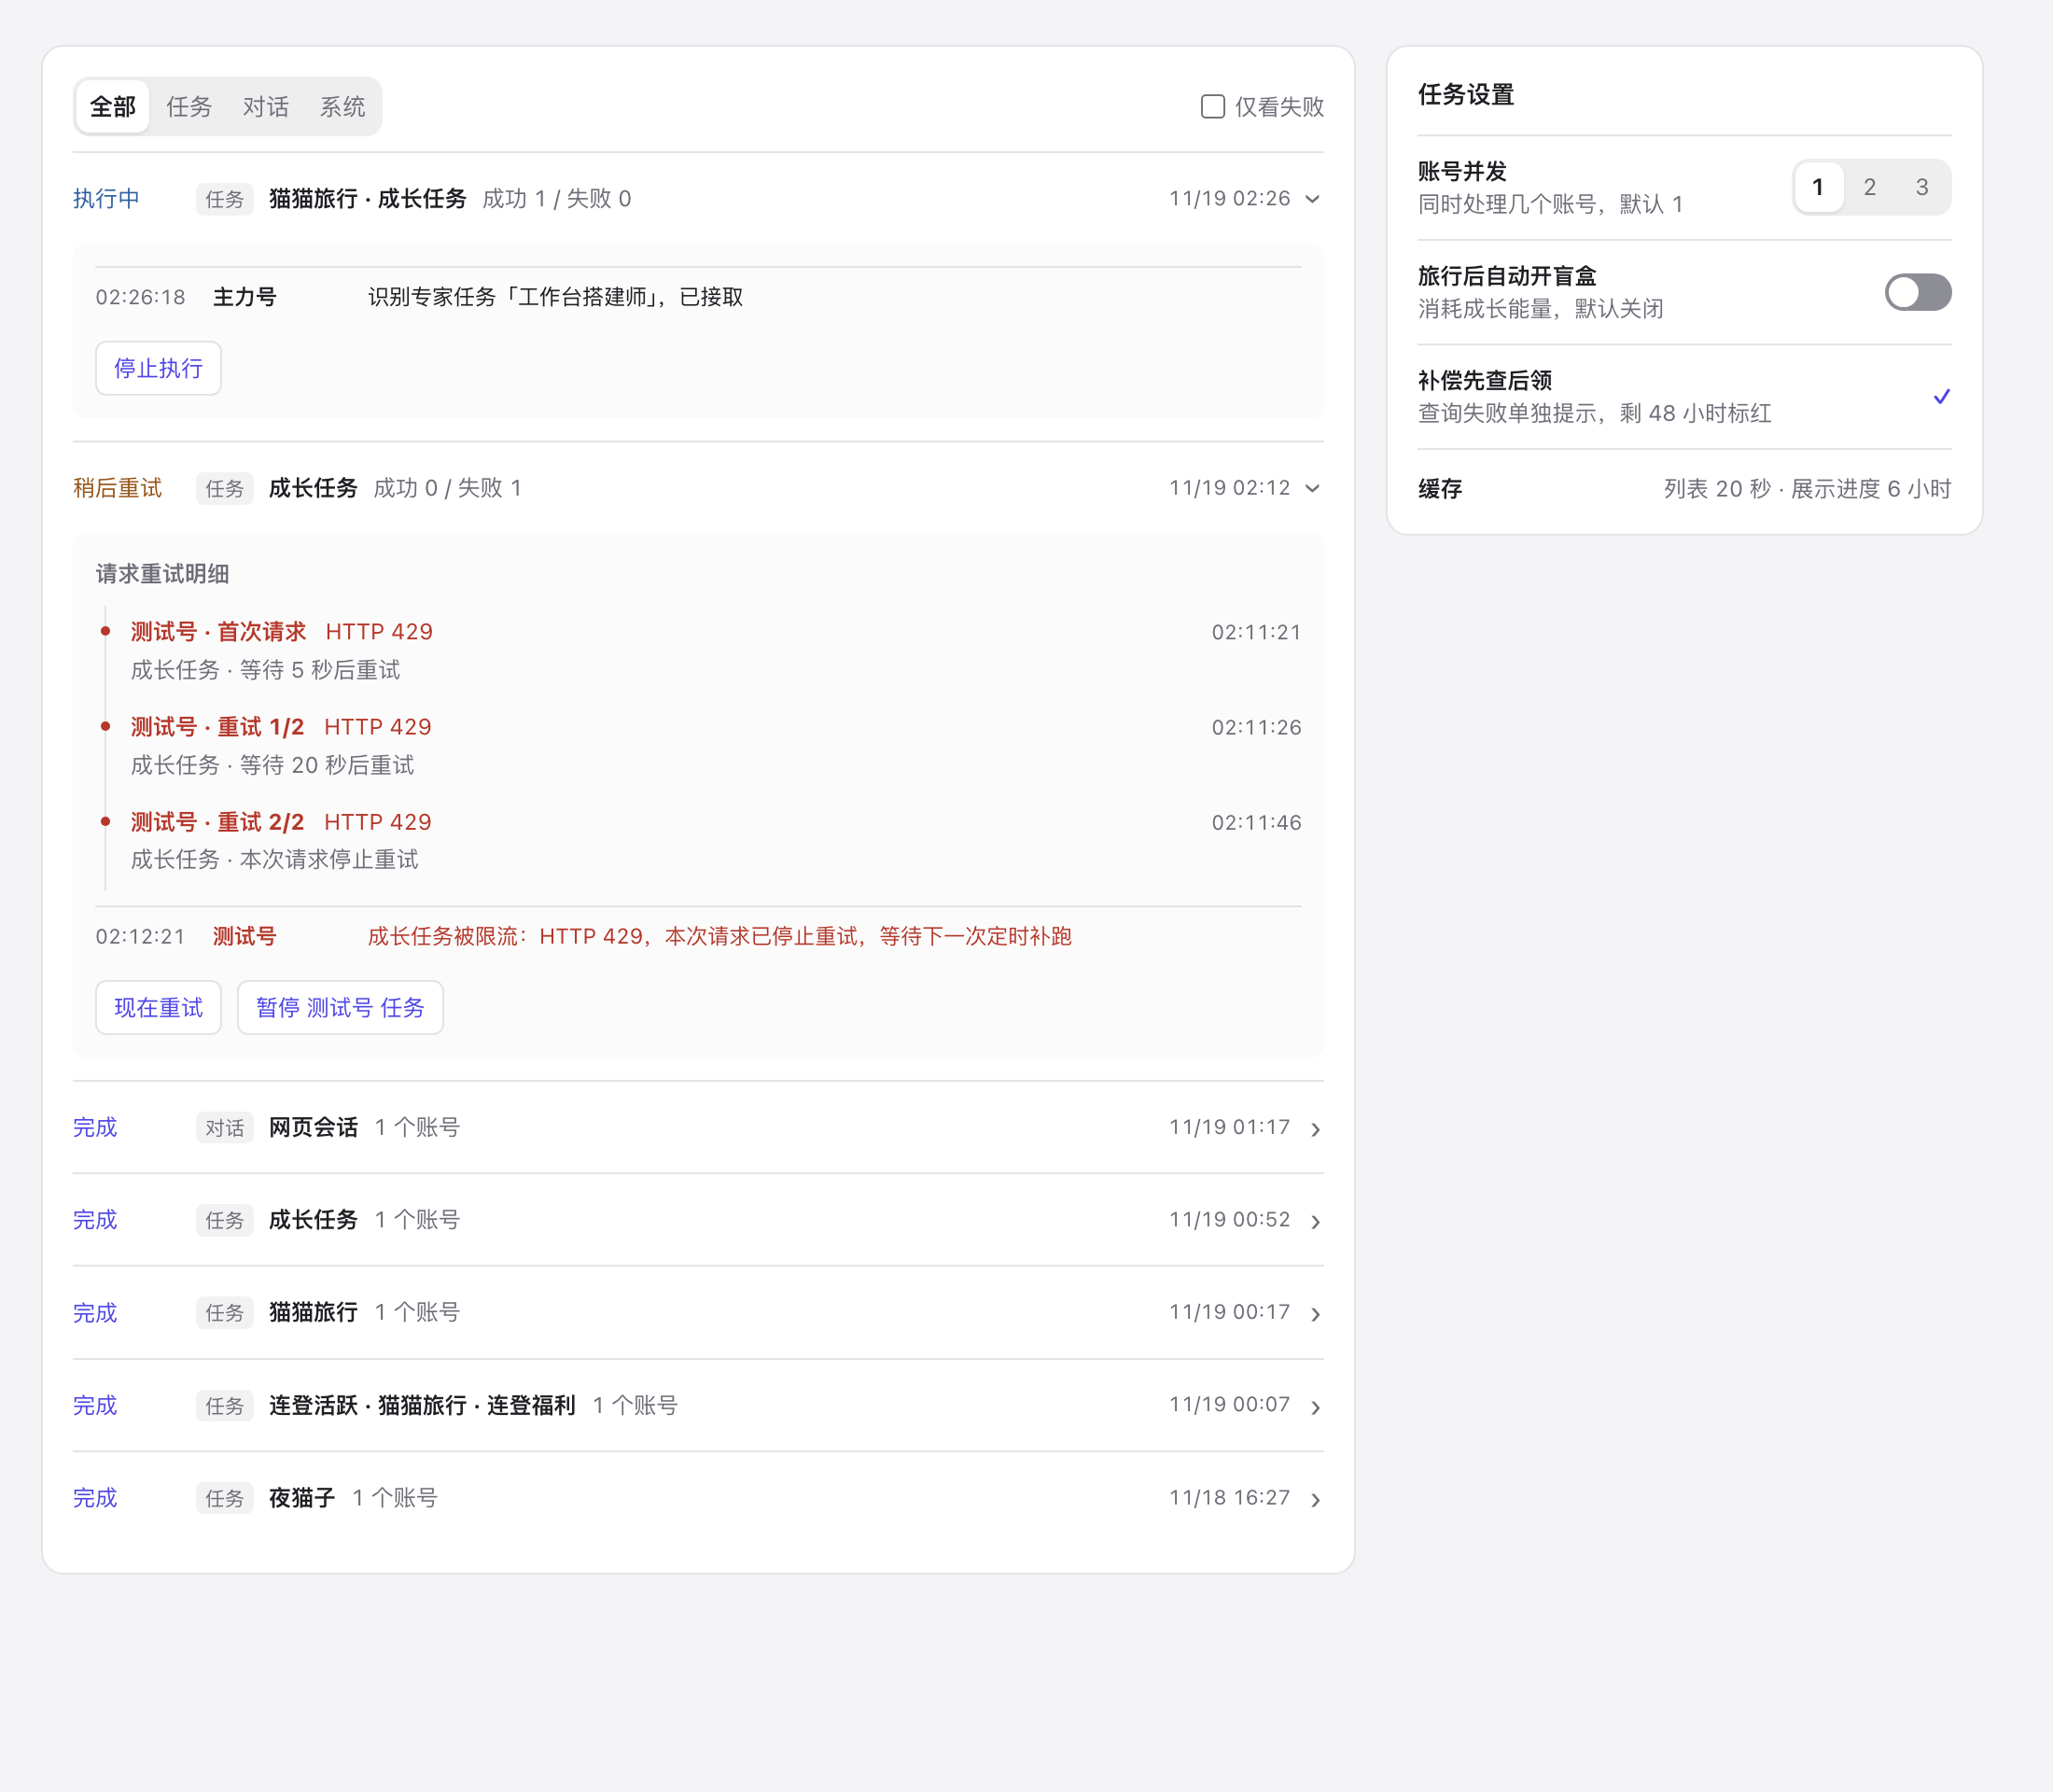 全部 任务 对话 系统 仅看失败
执行中 任务 猫猫旅行 · 成长任务 成功 1 / 失败 0 11/19 02:26
02:26:18 主力号 识别专家任务「工作台搭建师」，已接取
停止执行
稍后重试 任务 成长任务 成功 0 / 失败 1 11/19 02:12
请求重试明细
测试号 · 首次请求 HTTP 429 02:11:21
成长任务 · 等待 5 秒后重试
测试号 · 重试 1/2 HTTP 429 02:11:26
成长任务 · 等待 20 秒后重试
测试号 · 重试 2/2 HTTP 429 02:11:46
成长任务 · 本次请求停止重试
02:12:21 测试号 成长任务被限流：HTTP 429，本次请求已停止重试，等待下一次定时补跑
现在重试 暂停 测试号 任务
完成 对话 网页会话 1 个账号 11/19 01:17
完成 任务 成长任务 1 个账号 11/19 00:52
完成 任务 猫猫旅行 1 个账号 11/19 00:17
完成 任务 连登活跃 · 猫猫旅行 · 连登福利 1 个账号 11/19 00:07
完成 任务 夜猫子 1 个账号 11/18 16:27
任务设置
账号并发
同时处理几个账号，默认 1
1 2 3
旅行后自动开盲盒
消耗成长能量，默认关闭
补偿先查后领
查询失败单独提示，剩 48 小时标红
缓存 列表 20 秒 · 展示进度 6 小时